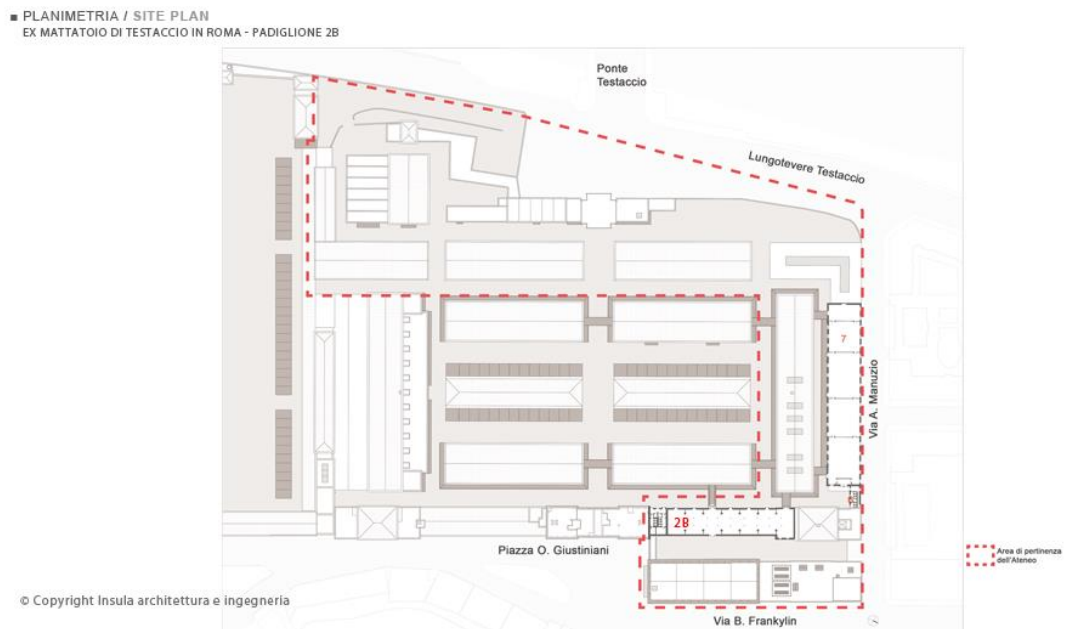 PLANIMETRIA / SITE PLAN
EX MATTATOIO DI TESTACCIO IN ROMA - PADIGLIONE 2B
Ponte
Testaccio
Lungotevere Testaccio
7
Via A. Manuzio
2B
Piazza O. Giustiniani
Area di pertinenza
dell'Ateneo
© Copyright Insula architettura e ingegneria
Via B. Frankylin